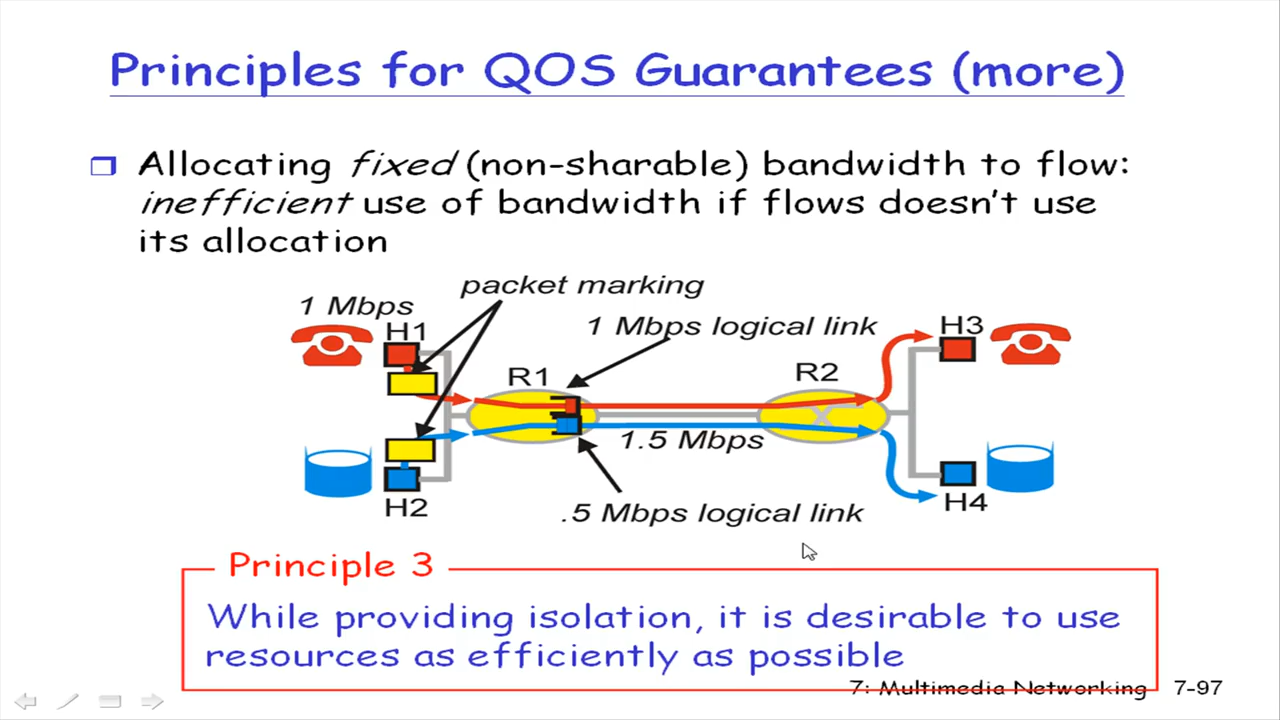 Principles for QOS Guarantees (more)
Allocating fixed (non-sharable) bandwidth to flow:
inefficient use of bandwidth if flows doesn't use
its allocation
packet marking
1 Mbps
H1
1 Mbps logical link
H3
R1
R2
1.5 Mbps
H2
.5 Mbps logical link
H4
Principle 3
While providing isolation, it is desirable to use
resources as efficiently as possible
7: Multimedia Networking 7-97